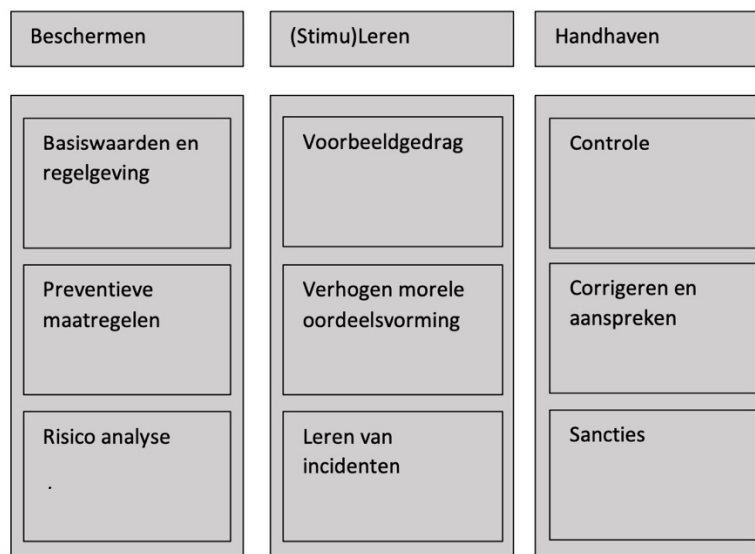 Beschermen
(Stimu)Leren
Handhaven
Basiswaarden en
regelgeving
Preventieve
maatregelen
Risico analyse
.
Voorbeeldgedrag
Verhogen morele
oordeelsvorming
Leren van
incidenten
Controle
Corrigeren en
aanspreken
Sancties